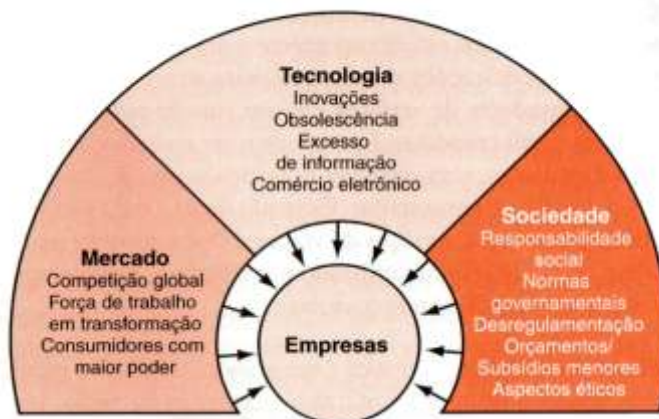 Tecnologia
Inovações
Obsolescência
Excesso
de informação
Comércio eletrônico
Mercado
Competição global
Força de trabalho
em transformação
Consumidores com
maior poder
Sociedade
Responsabilidade
social
Normas
governamentais
Desregulamentação
Orçamentos/
Subsídios menores
Aspectos éticos
Empresas